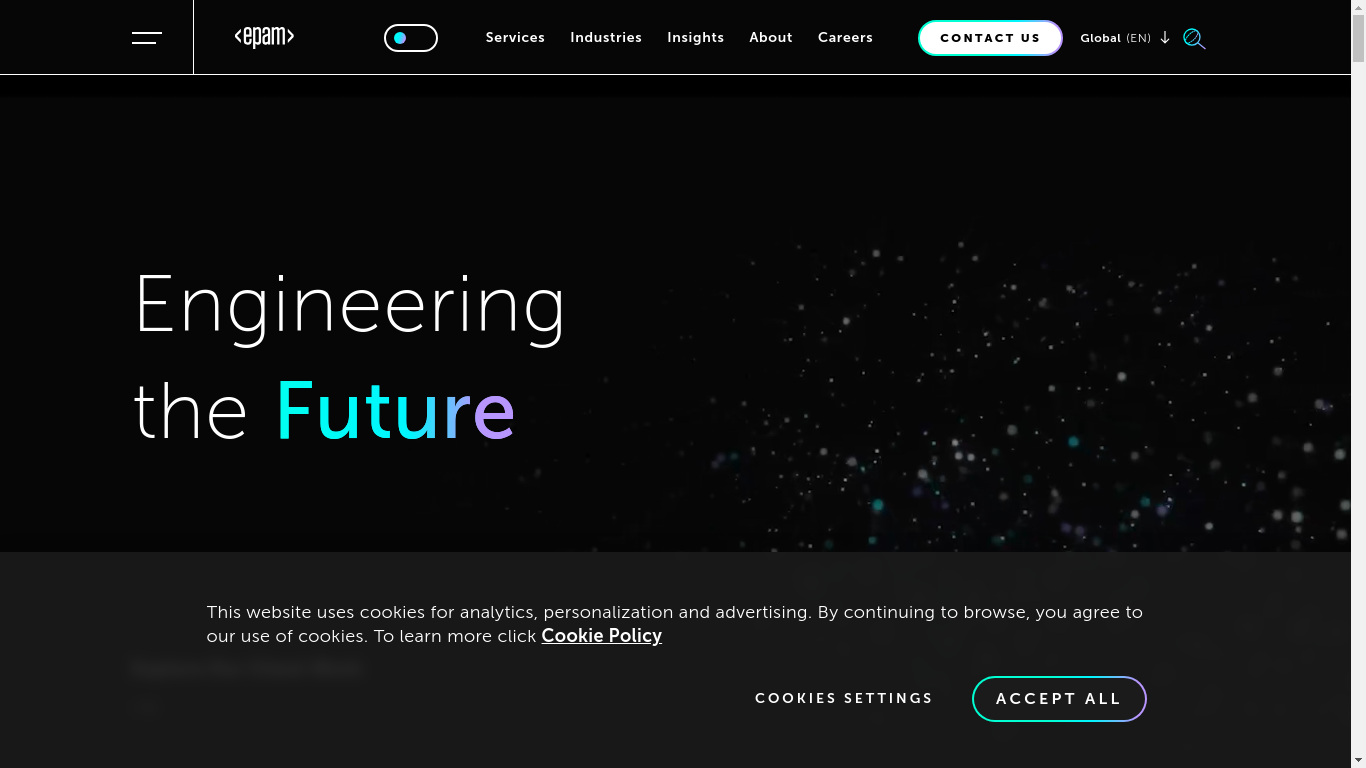 <epam>
Services
Industries
Insights
About
Careers
CONTACT US
Global (EN)
Engineering
the Future
This website uses cookies for analytics, personalization and advertising. By continuing to browse, you agree to
our use of cookies. To learn more click Cookie Policy
COOKIES SETTINGS
ACCEPT ALL